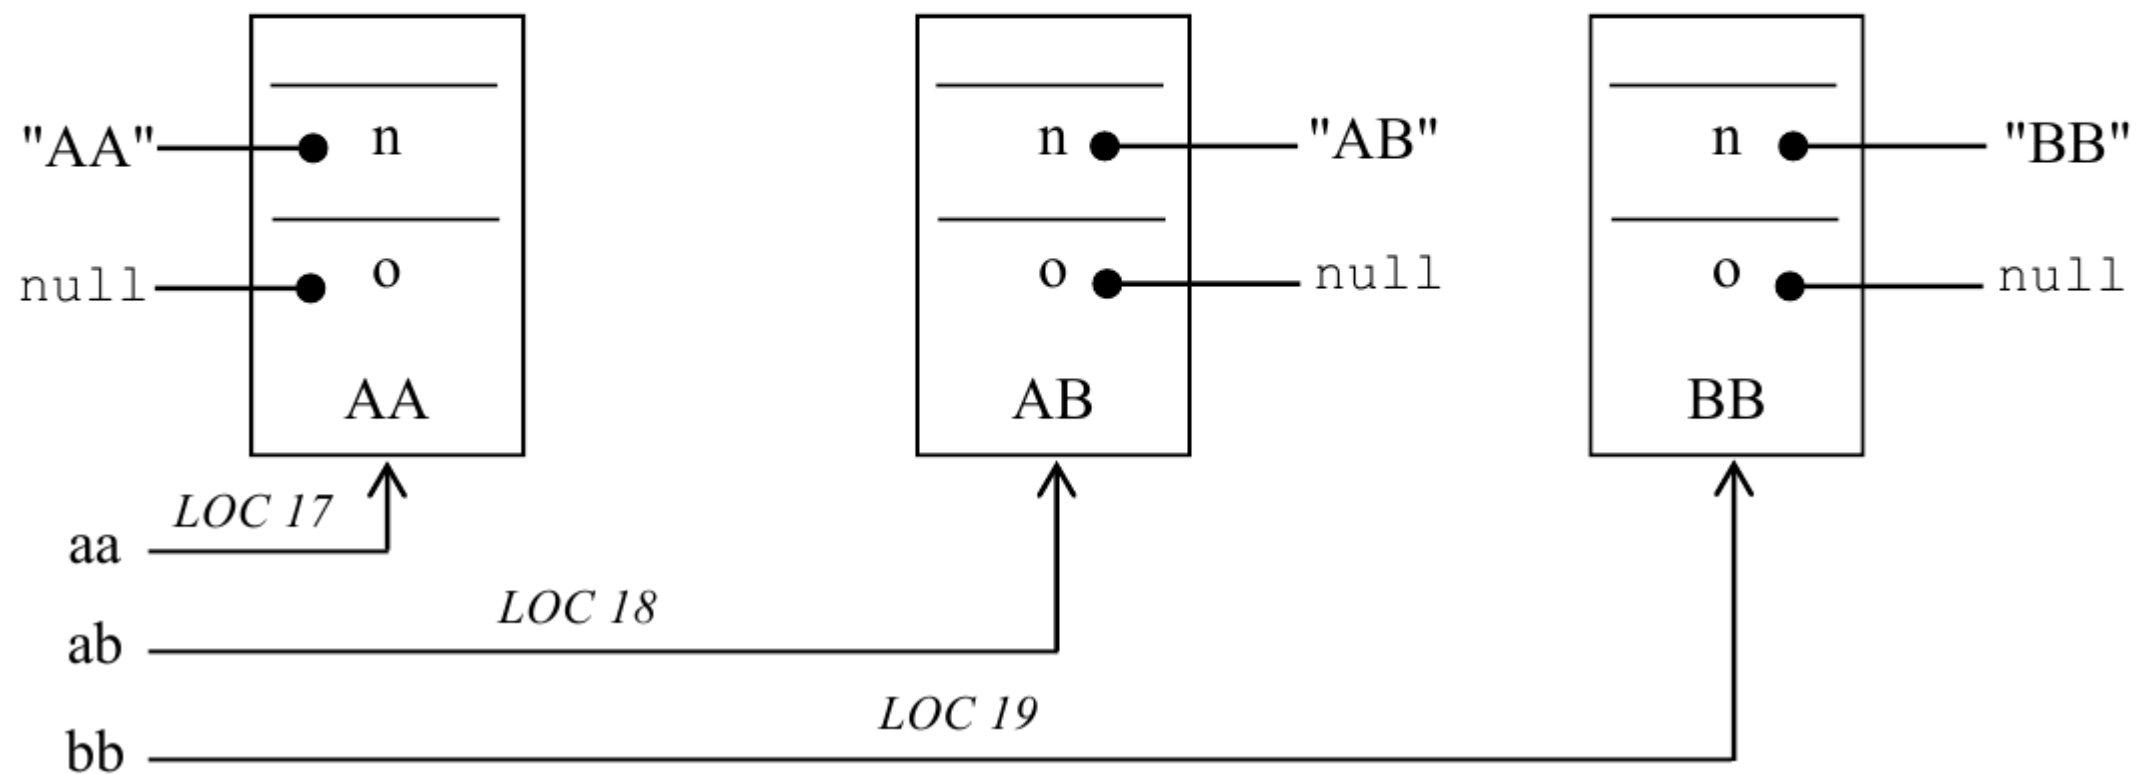 "AA" n n "AB" n "BB"
null o o null o null
AA AB BB
LOC 17
aa
LOC 18
ab
LOC 19
bb